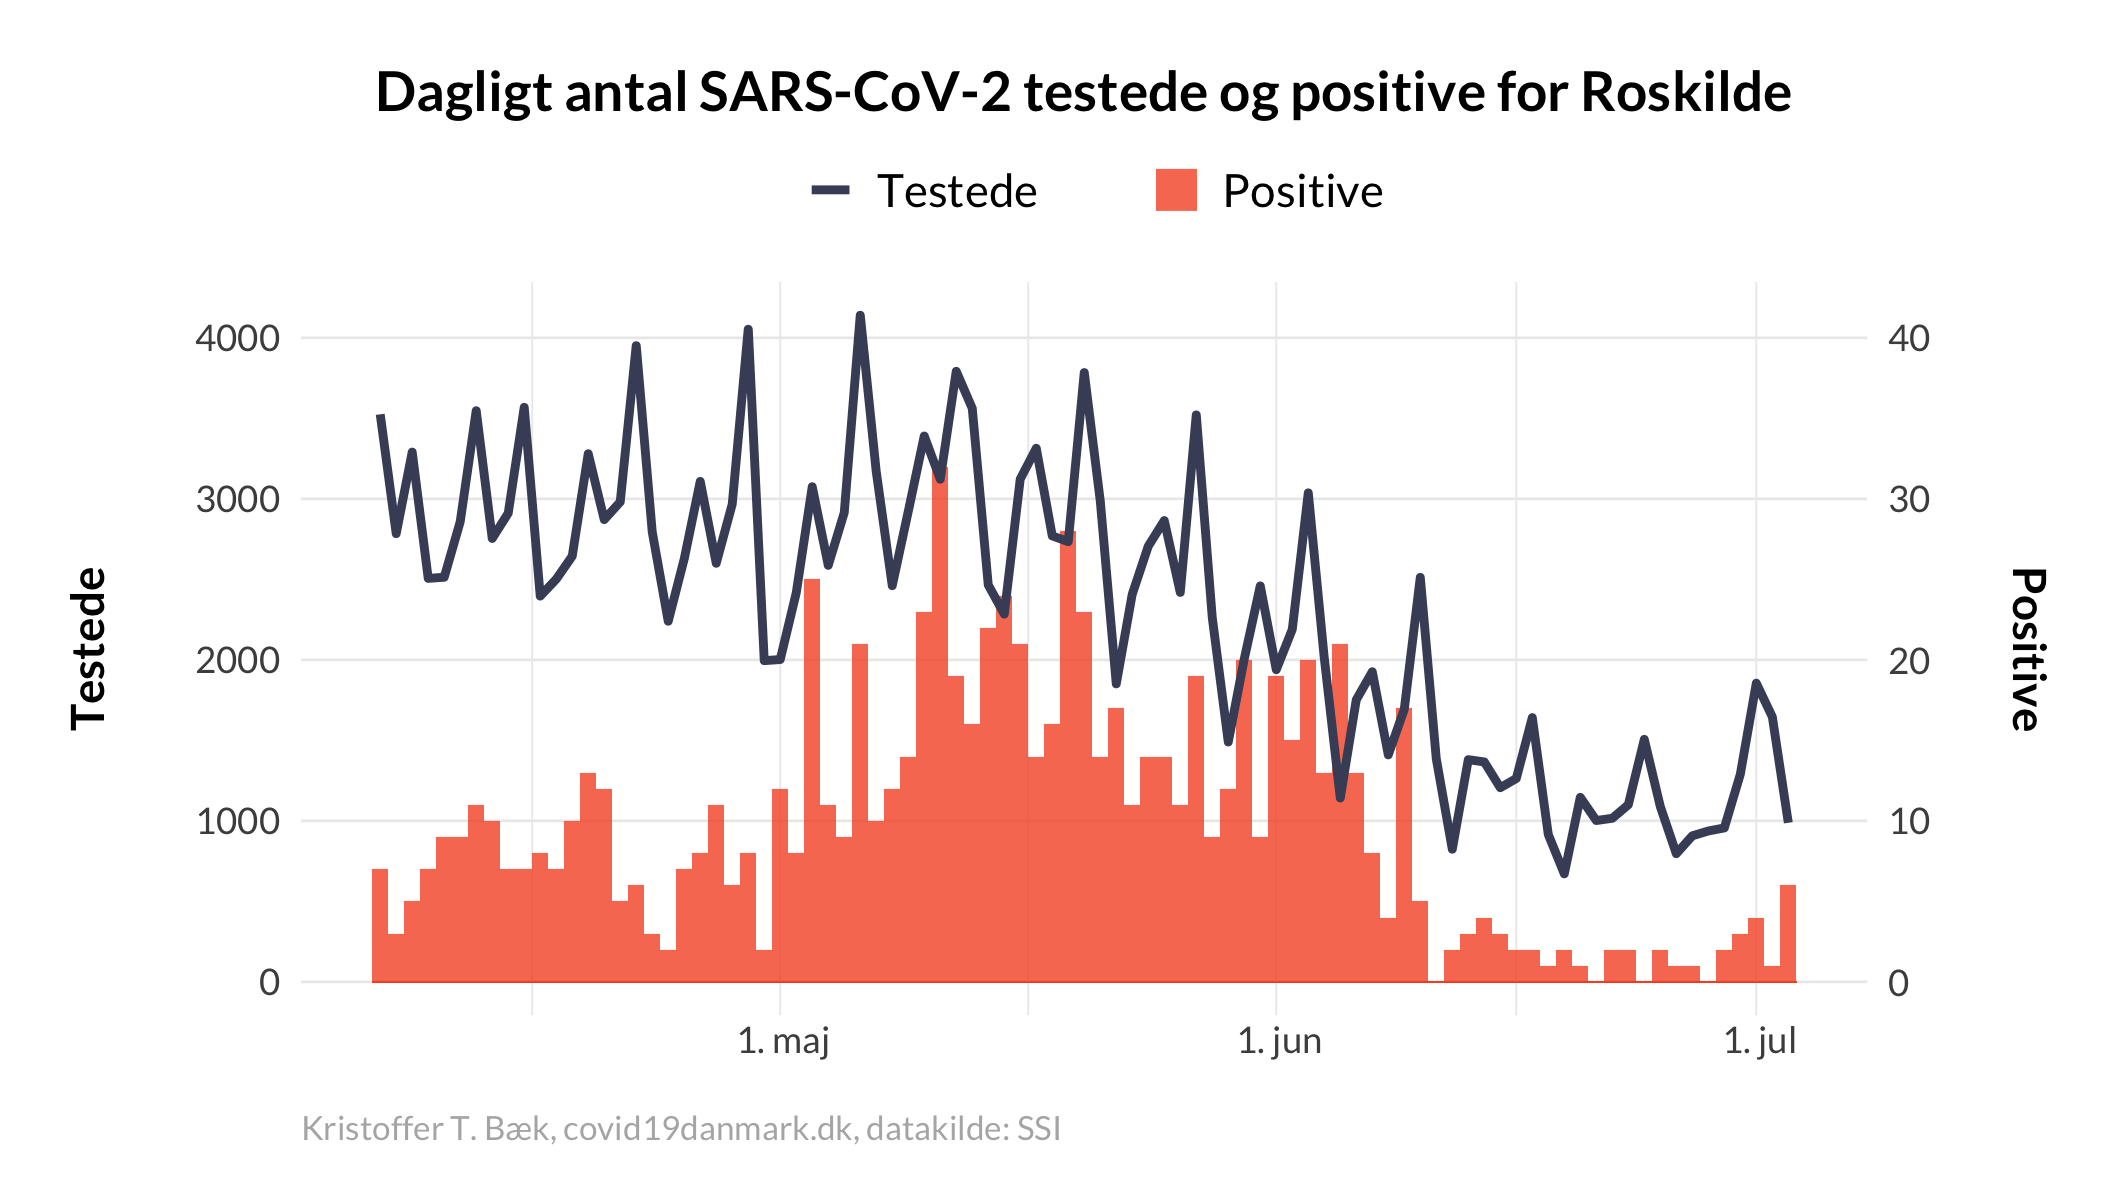 Dagligt antal SARS-CoV-2 testede og positive for Roskilde
Testede
Positive
4000
3000
2000
1000
0
40
30
20
10
0
Testede
Positive
1. maj
1. jun
1. jul
Kristoffer T. Bæk, covid19danmark.dk, datakilde: SSI